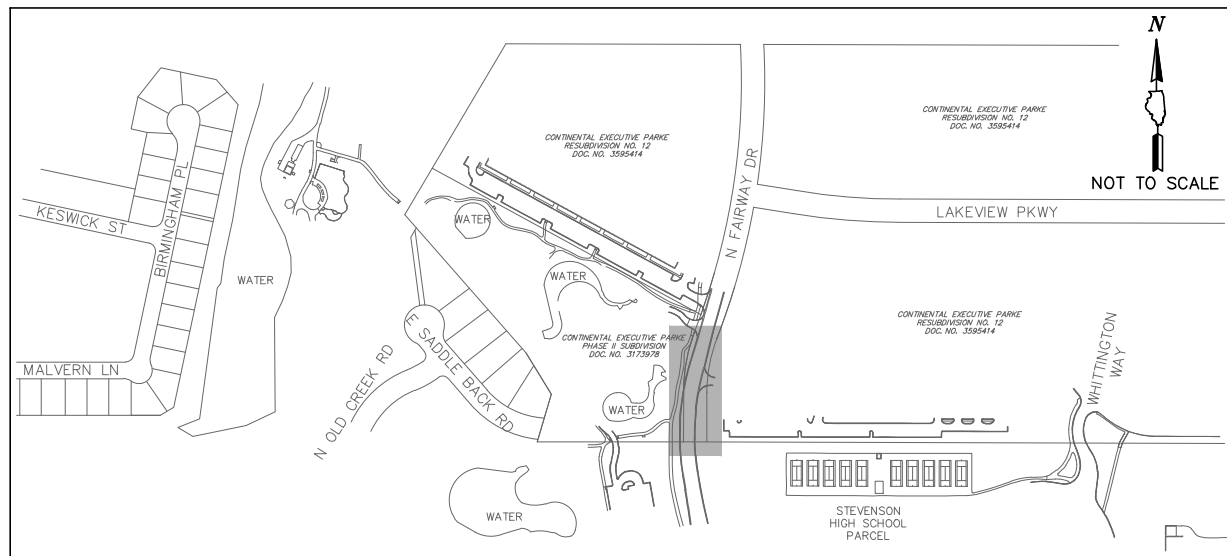 N
NOT TO SCALE
CONTINENTAL EXECUTIVE PARKE
RESUBDIVISION NO. 12
DOC. NO. 3595414
CONTINENTAL EXECUTIVE PARKE
RESUBDIVISION NO. 12
DOC. NO. 3595414
N FAIRWAY DR
LAKEVIEW PKWY
BIRMINGHAM PL
KESWICK ST
WATER
WATER
WATER
CONTINENTAL EXECUTIVE PARKE
PHASE II SUBDIVISION
DOC. NO. 3173978
CONTINENTAL EXECUTIVE PARKE
RESUBDIVISION NO. 12
DOC. NO. 3595414
WHITTINGTON
WAY
MALVERN LN
N OLD CREEK RD
E SADDLE BACK RD
WATER
WATER
STEVENSON
HIGH SCHOOL
PARCEL